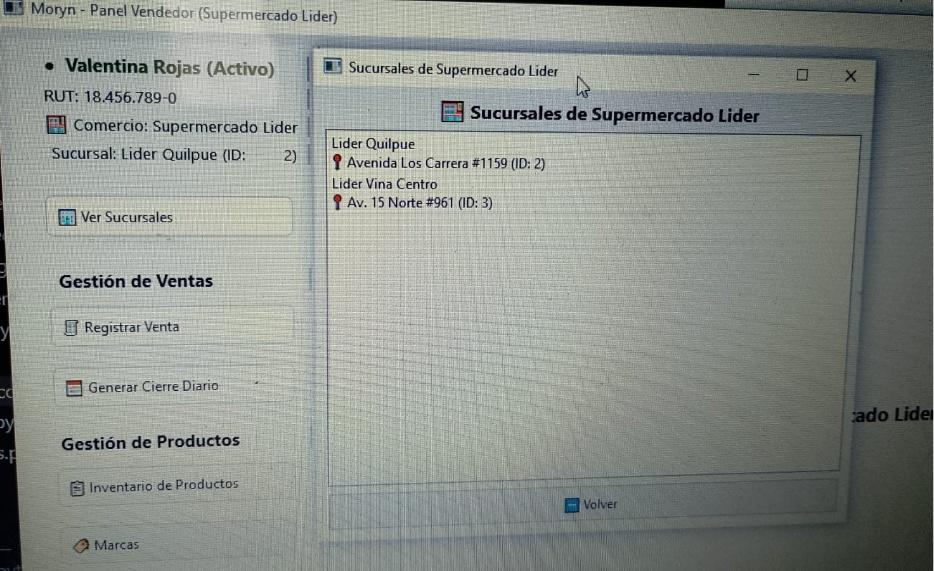 Moryn - Panel Vendedor (Supermercado Lider)
• Valentina Rojas (Activo)
RUT: 18.456.789-0
Comercio: Supermercado Lider
Sucursal: Lider Quilpue (ID: 2)
Ver Sucursales
Gestión de Ventas
Registrar Venta
Generar Cierre Diario
Gestión de Productos
Inventario de Productos
Marcas
Sucursales de Supermercado Lider
Sucursales de Supermercado Lider
Lider Quilpue
Avenida Los Carrera #1159 (ID: 2)
Lider Vina Centro
Av. 15 Norte #961 (ID: 3)
Volver
cado Lider